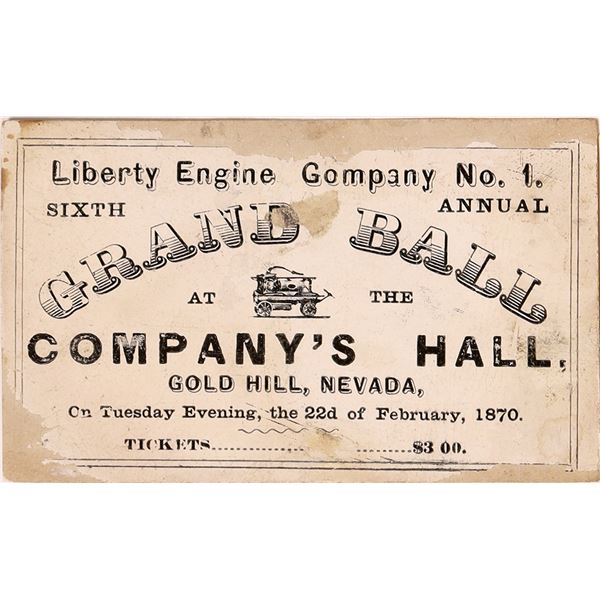 Liberty Engine Company No. 1.
SIXTH ANNUAL
GRAND BALL
AT THE
COMPANY'S HALL,
GOLD HILL, NEVADA,
On Tuesday Evening, the 22d of February, 1870.
TICKETS........................$3 00.